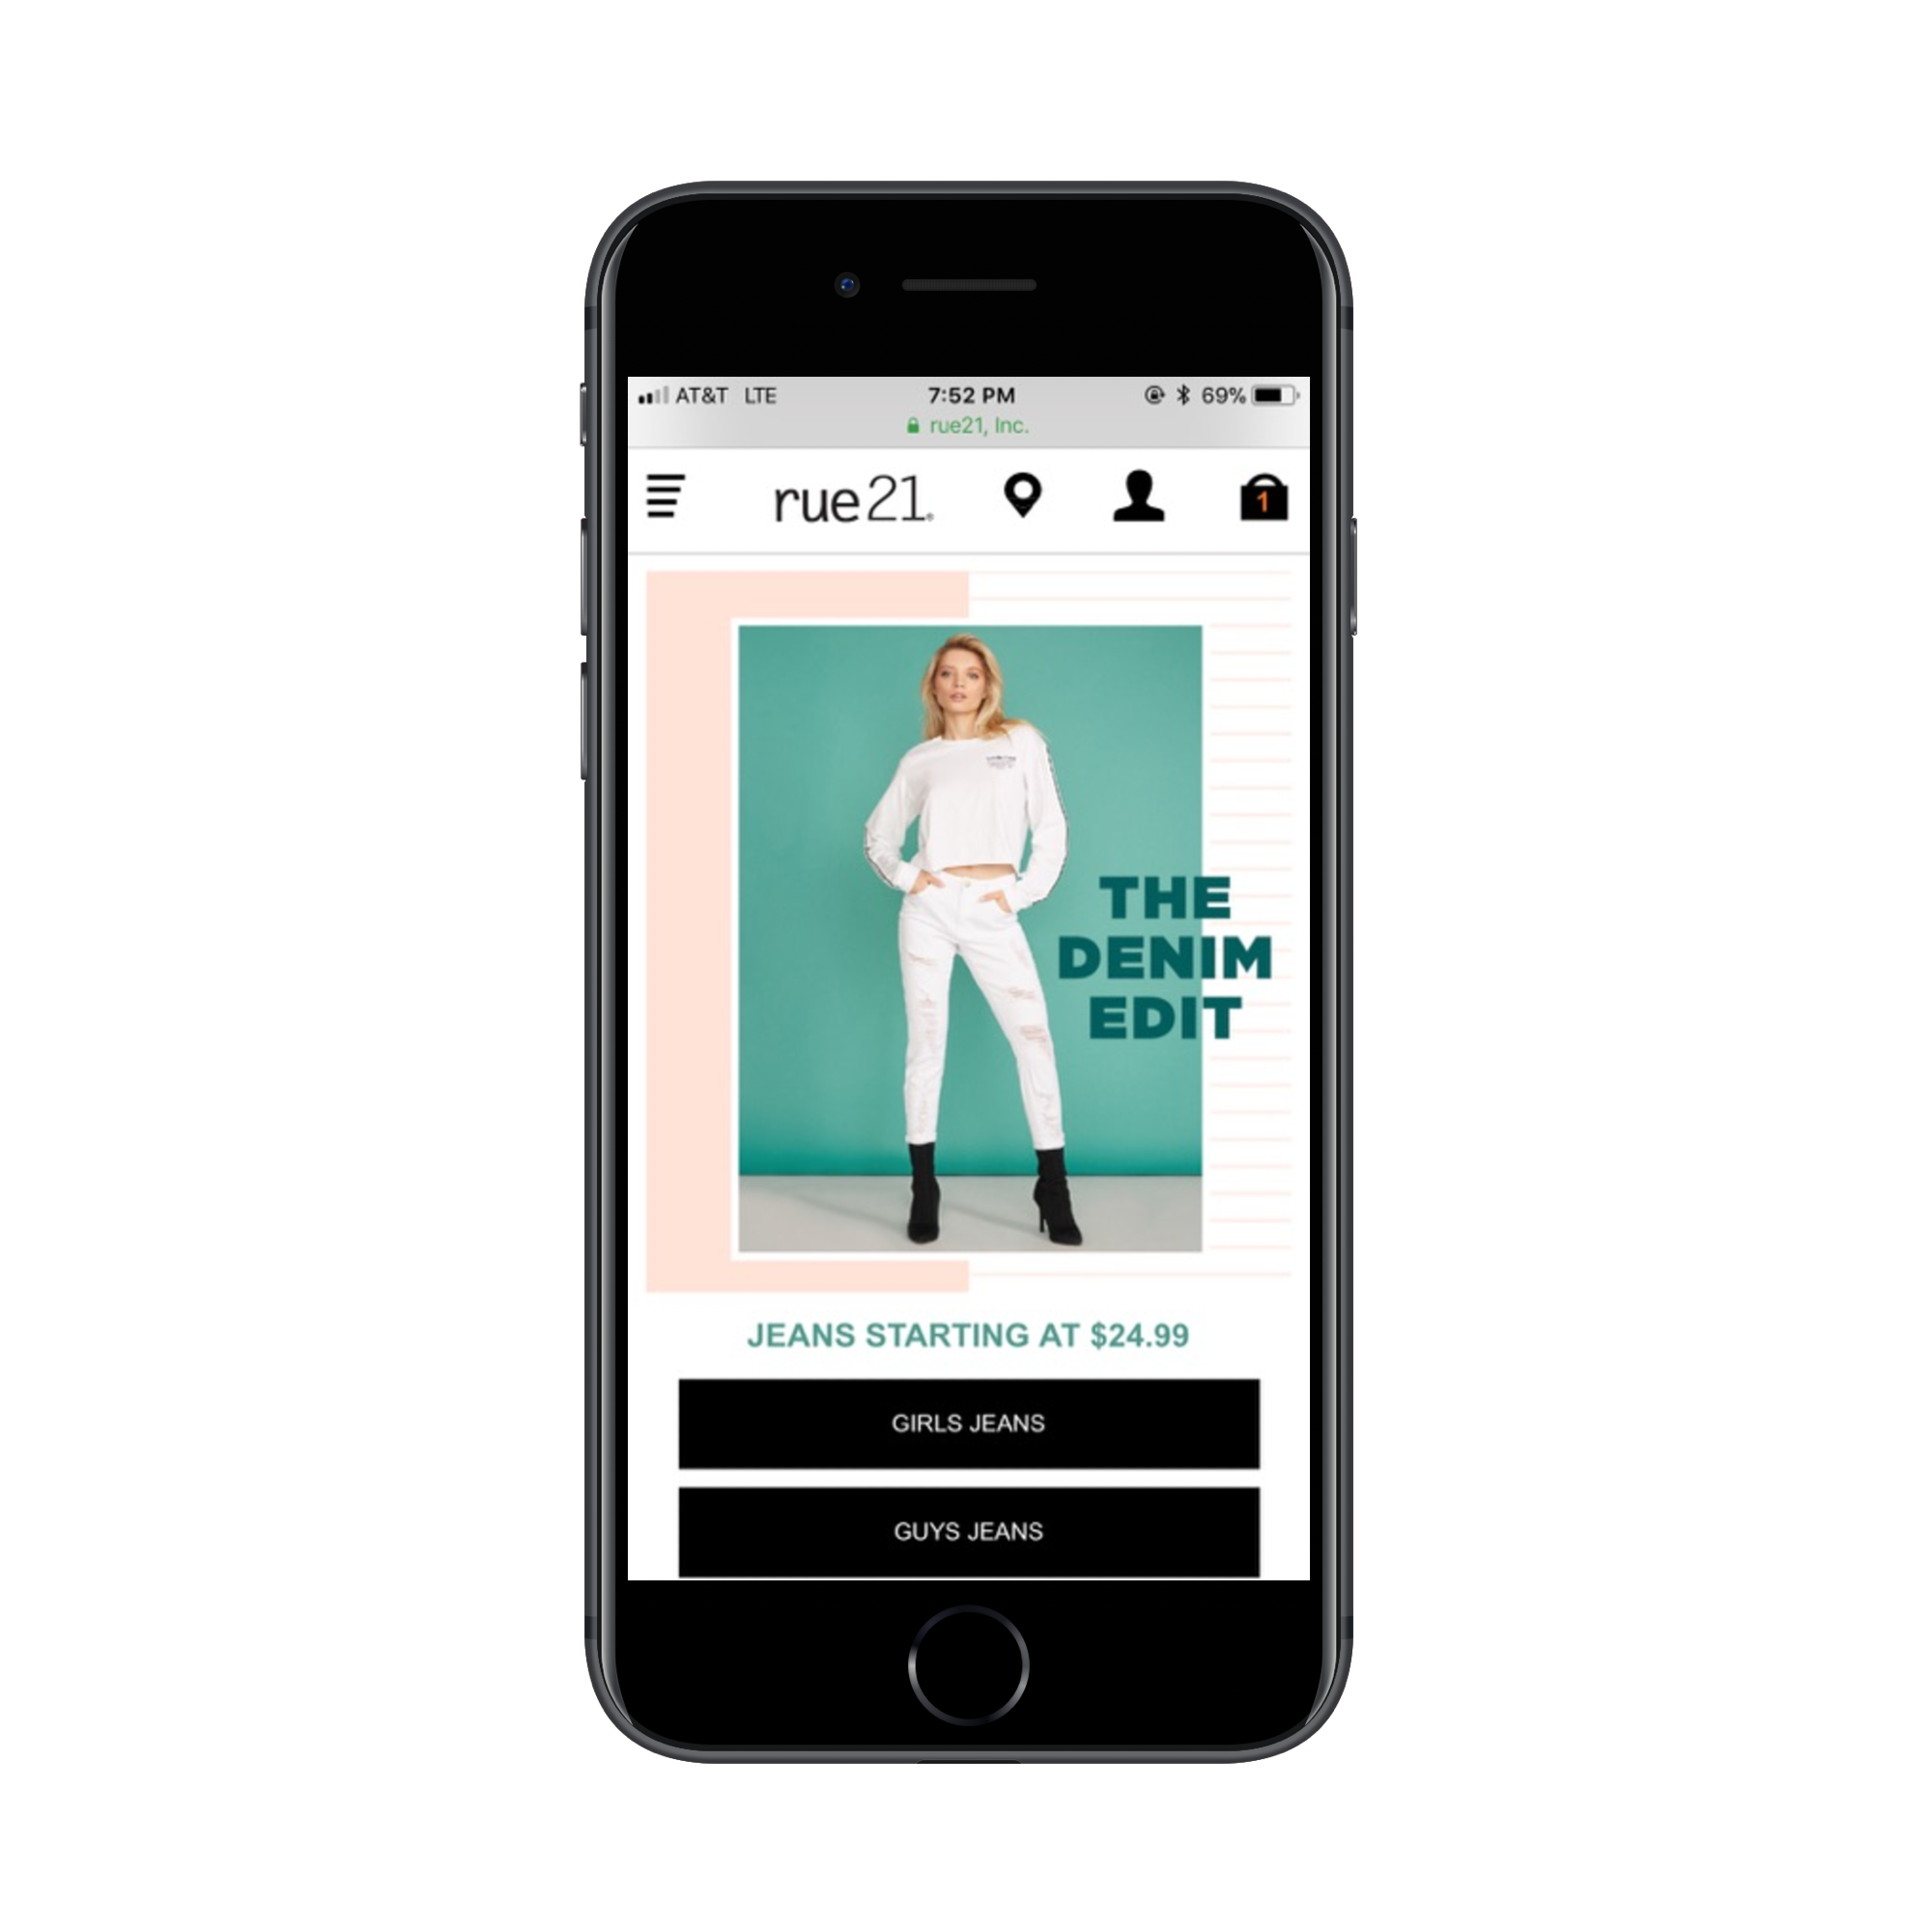 AT&T LTE 7:52 PM 69%
rue21, Inc.
rue21
1
THE
DENIM
EDIT
JEANS STARTING AT $24.99
GIRLS JEANS
GUYS JEANS